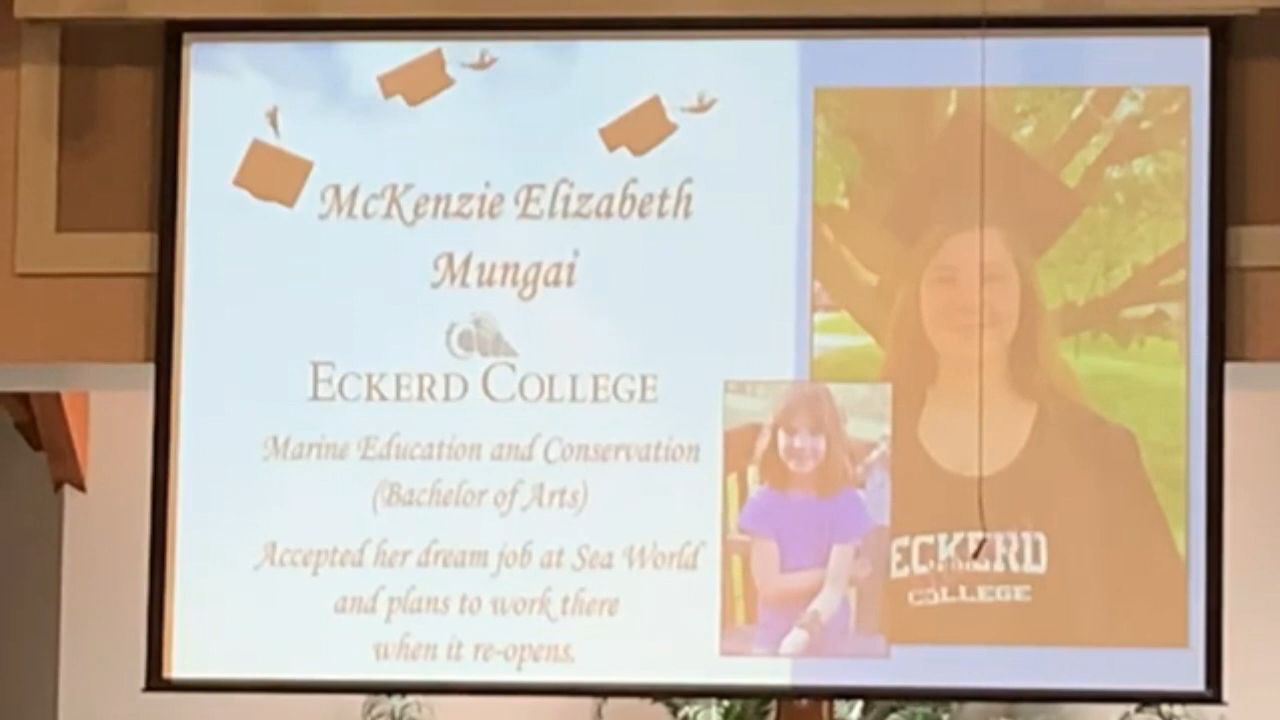 McKenzie Elizabeth
Mungai
ECKERD COLLEGE
Marine Education and Conservation
(Bachelor of Arts)
Accepted her dream job at Sea World
and plans to work there
when it re-opens.
ECKERD
COLLEGE